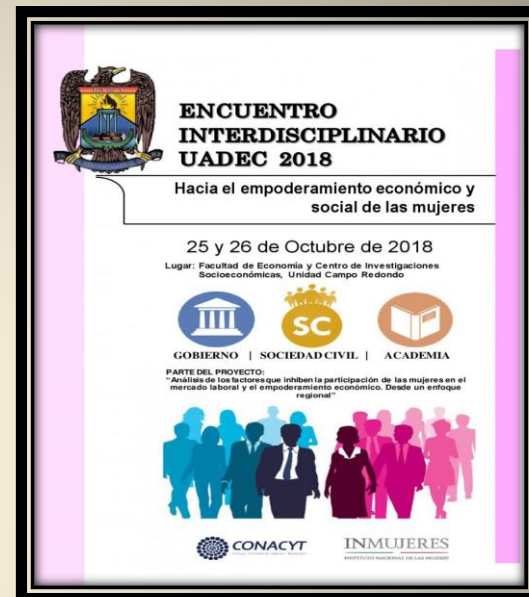 ENCUENTRO
INTERDISCIPLINARIO
UADEC 2018
Hacia el empoderamiento económico y
social de las mujeres
25 y 26 de Octubre de 2018
Lugar: Facultad de Economía y Centro de Investigaciones
Socioeconómicas, Unidad Campo Redondo
SC
GOBIERNO | SOCIEDAD CIVIL | ACADEMIA
PARTE DEL PROYECTO:
"Análisis de los factores que inhiben la participación de las mujeres en el
mercado laboral y el empoderamiento económico. Desde un enfoque
regional"
CONACYT
INMUJERES
INSTITUTO NACIONAL DE LAS MUJERES